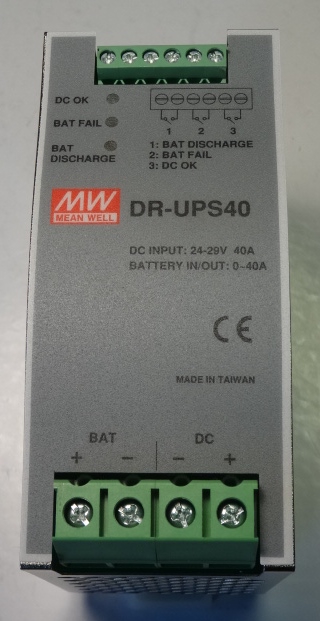 DC OK
BAT FAIL
BAT
DISCHARGE
1 2 3
1: BAT DISCHARGE
2: BAT FAIL
3: DC OK
MW
MEAN WELL
DR-UPS40
DC INPUT: 24-29V 40A
BATTERY IN/OUT: 0~40A
CE
MADE IN TAIWAN
BAT DC
+ - - +